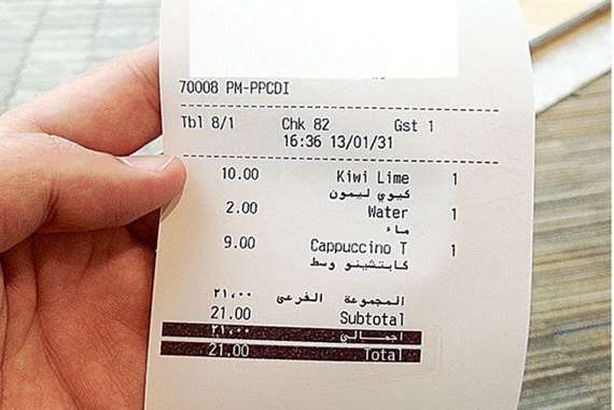 70008 PM-PPCDI
Tbl 8/1 Chk 82 Gst 1
16:36 13/01/31
10.00 Kiwi Lime 1
كيوي ليمون
2.00 Water 1
ماء
9.00 Cappuccino T 1
كابتشينو وسط
٢١،٠٠ المجموعة الفرعى
21.00 Subtotal
٢١،٠٠ اجمالي
21.00 Total